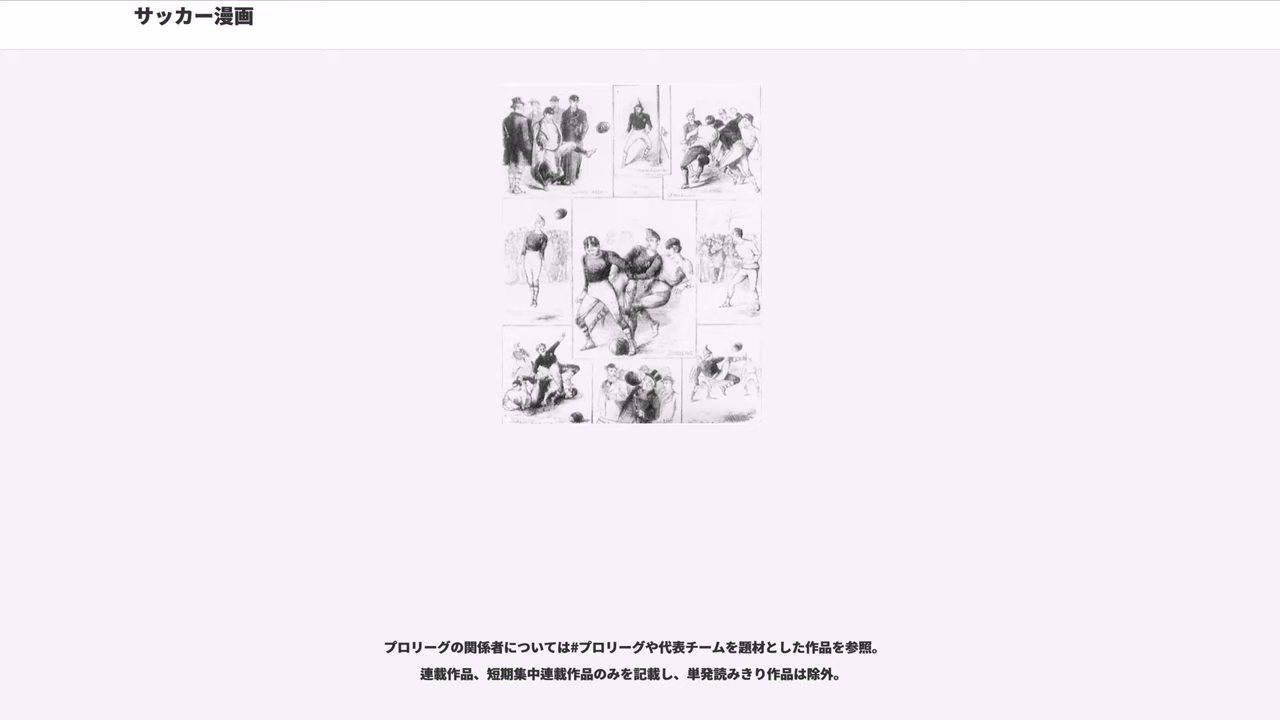 サッカー漫画
プロリーグの関係者については#プロリーグや代表チームを題材とした作品を参照。
連載作品、短期集中連載作品のみを記載し、単発読みきり作品は除外。